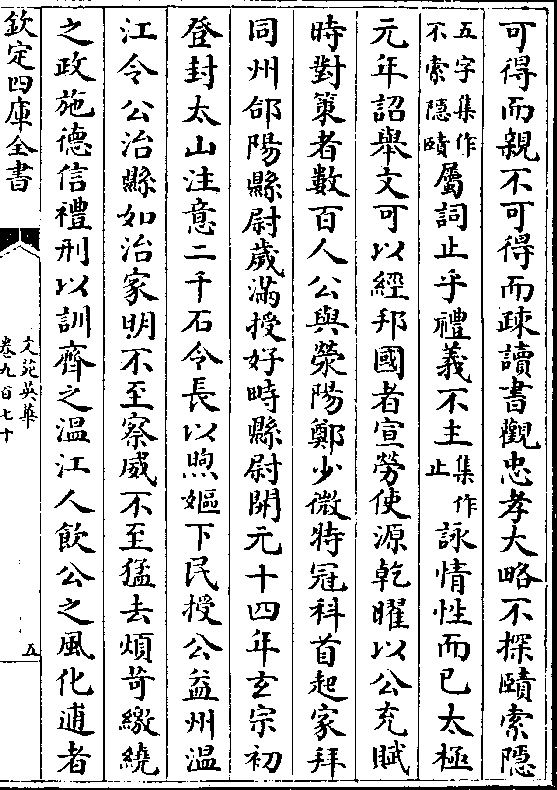 可得而親不可得而疎讀書觀忠孝大略不探賾索隱
五字集作不索隱賾屬詞止乎禮義不主集作止詠情性而已太極
元年詔舉文可以經邦國者宣勞使源乾曜以公充賦
時對策者數百人公與滎陽鄭少微特冠科首起家拜
同州郃陽縣尉歲滿授好畤縣尉開元十四年玄宗初
登封太山注意二千石令長以煦嫗下民授公益州溫
江令公治縣如治家明不至察威不至猛去煩苛繳繞
之政施德信禮刑以訓齊之溫江人飲公之風化逋者
欽定四庫全書
文苑英華
卷九百七十
五